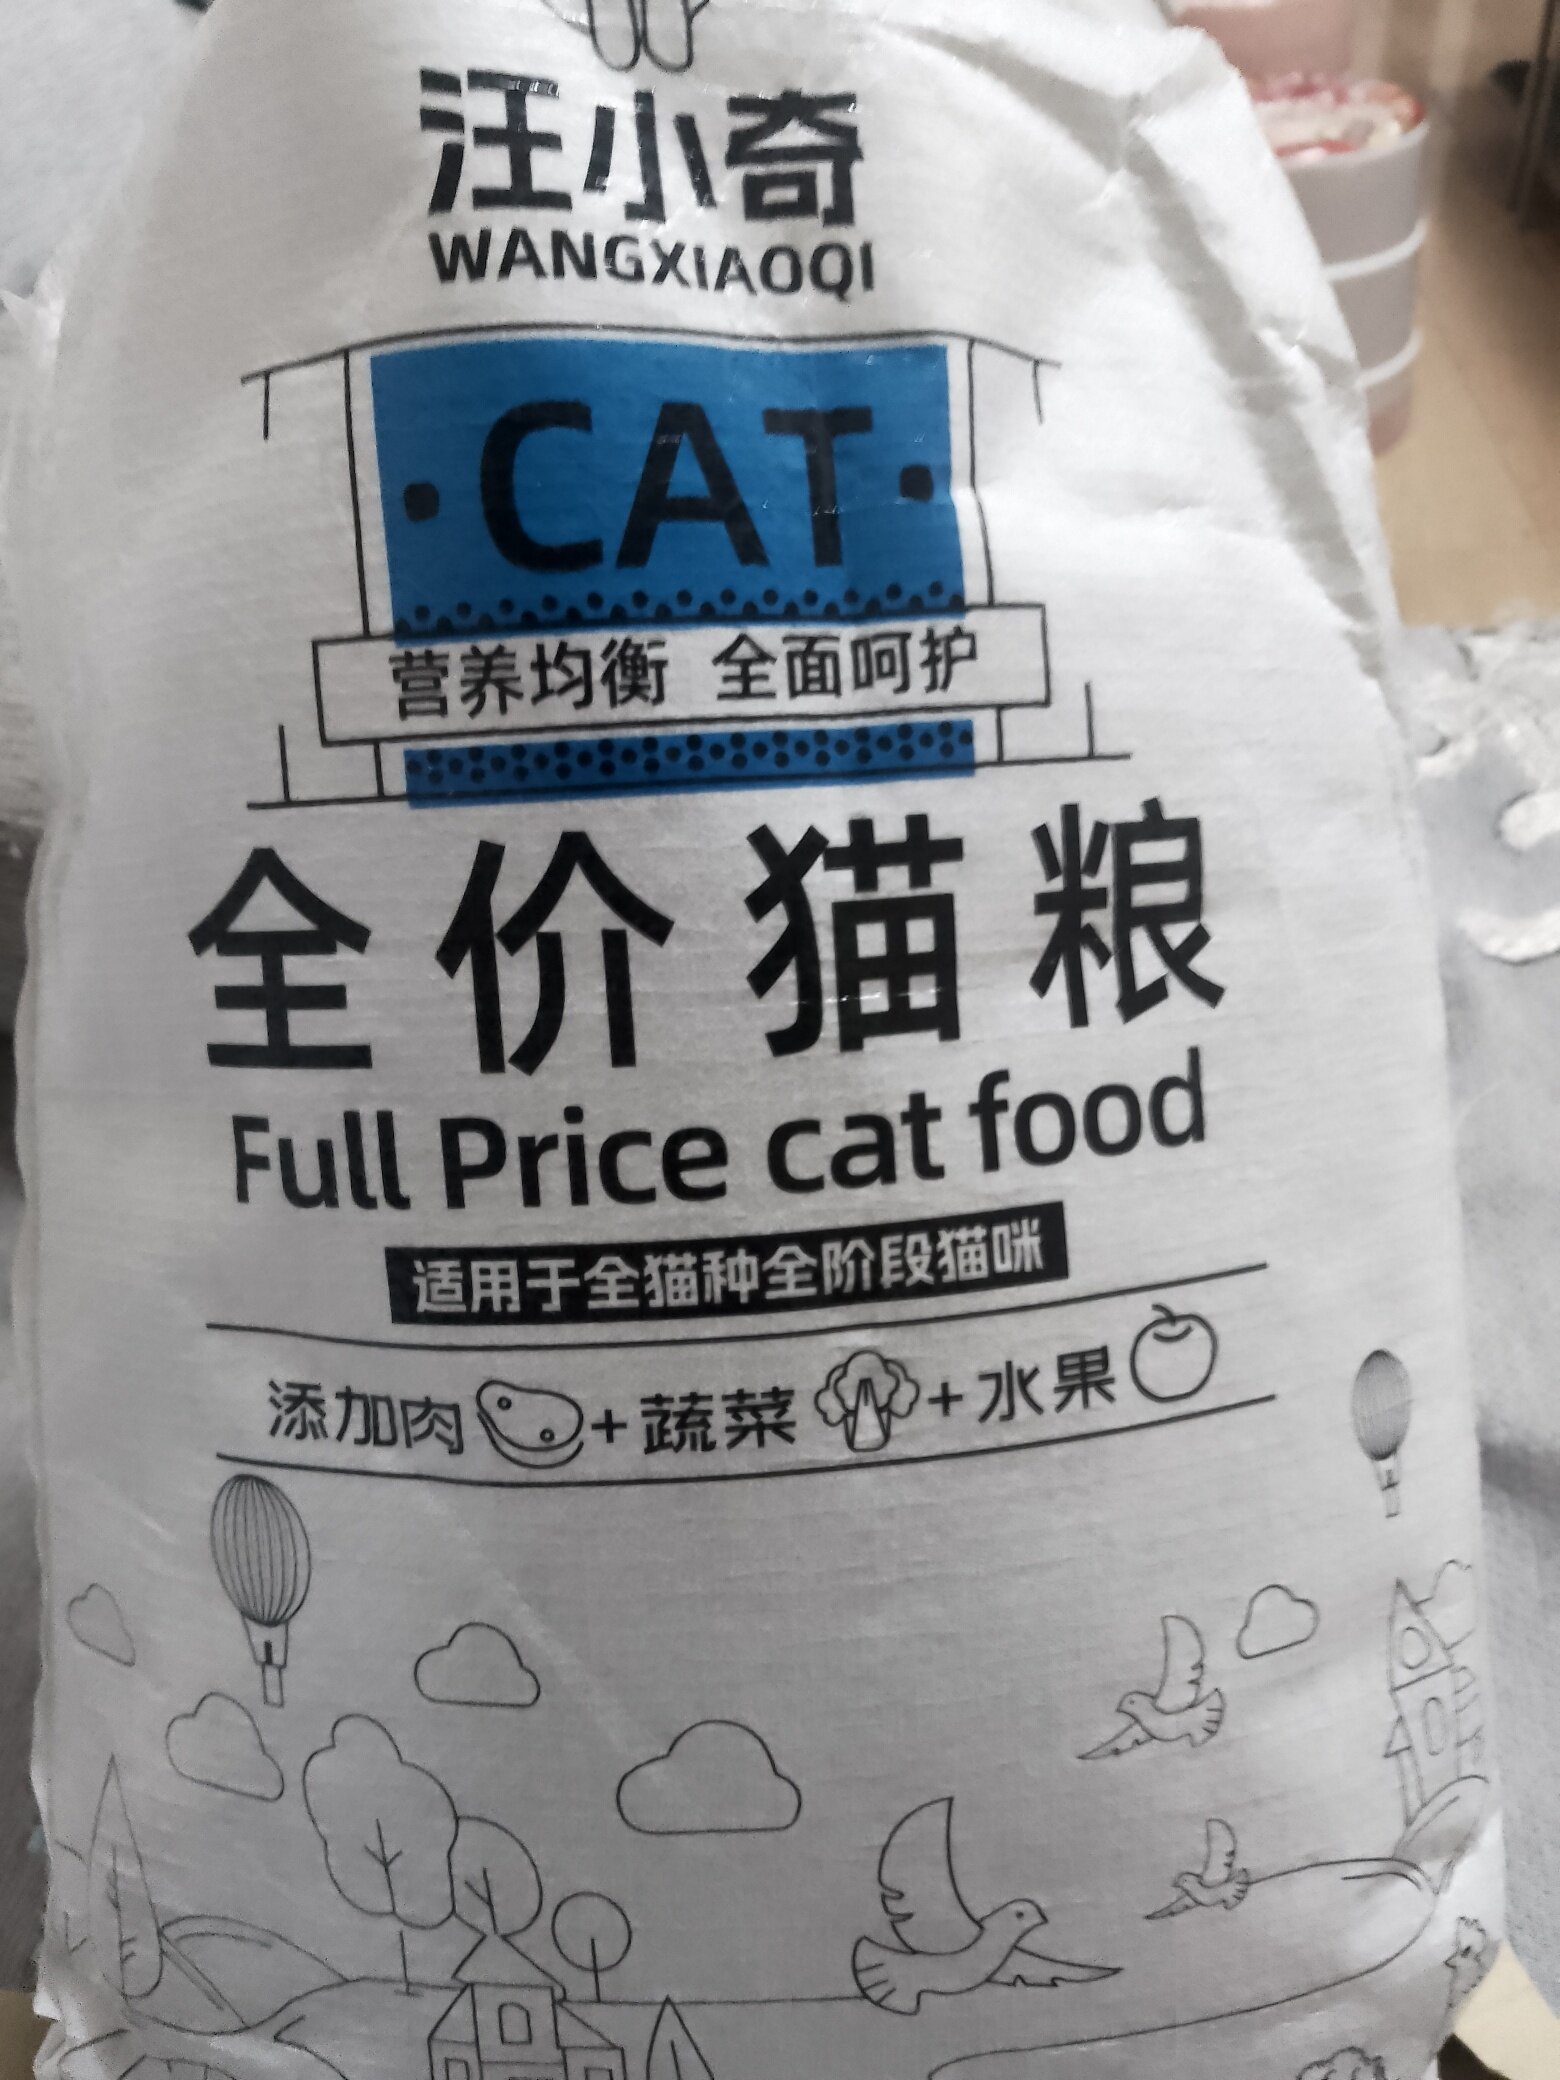 汪小奇
WANGXIAOQI
·CAT·
营养均衡 全面呵护
全价猫粮
Full Price cat food
适用于全猫种全阶段猫咪
添加肉+蔬菜+水果